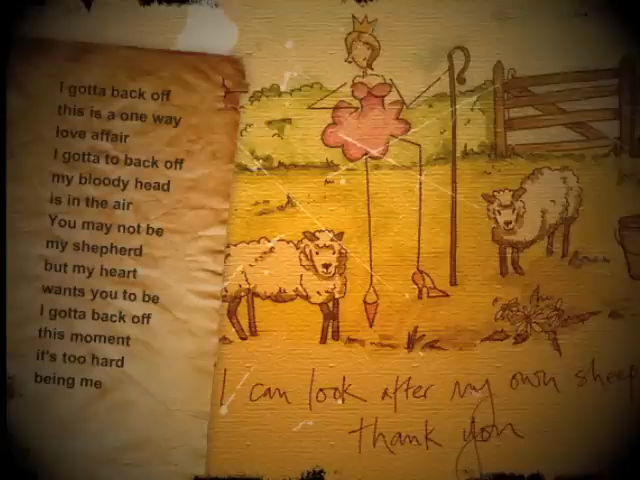 I gotta back off
this is a one way
love affair
I gotta to back off
my bloody head
is in the air
You may not be
my shepherd
but my heart
wants you to be
I gotta back off
this moment
it's too hard
being me
I can look after my own sheep
thank you